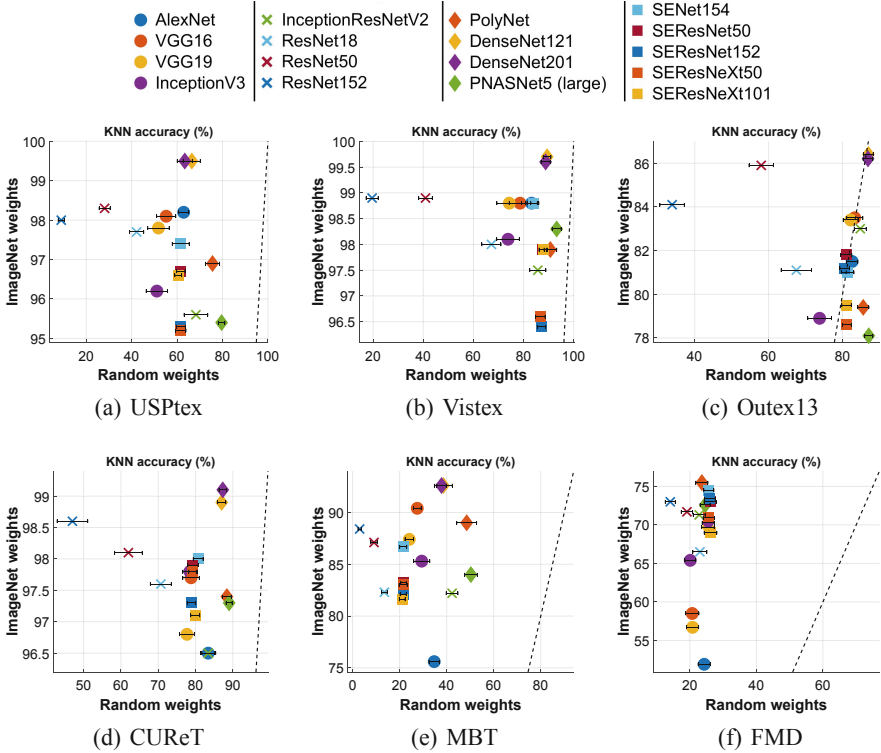 AlexNet
VGG16
VGG19
InceptionV3
InceptionResNetV2
ResNet18
ResNet50
ResNet152
PolyNet
DenseNet121
DenseNet201
PNASNet5 (large)
SENet154
SEResNet50
SEResNet152
SEResNeXt50
SEResNeXt101
KNN accuracy (%)
ImageNet weights
100
99
98
97
96
95
20 40 60 80 100
Random weights
(a) USPtex
KNN accuracy (%)
ImageNet weights
100
99.5
99
98.5
98
97.5
97
96.5
20 40 60 80 100
Random weights
(b) Vistex
KNN accuracy (%)
ImageNet weights
86
84
82
80
78
40 60 80
Random weights
(c) Outex13
KNN accuracy (%)
ImageNet weights
99
98.5
98
97.5
97
96.5
50 60 70 80 90
Random weights
(d) CUReT
KNN accuracy (%)
ImageNet weights
90
85
80
75
0 20 40 60 80
Random weights
(e) MBT
KNN accuracy (%)
ImageNet weights
75
70
65
60
55
20 40 60
Random weights
(f) FMD